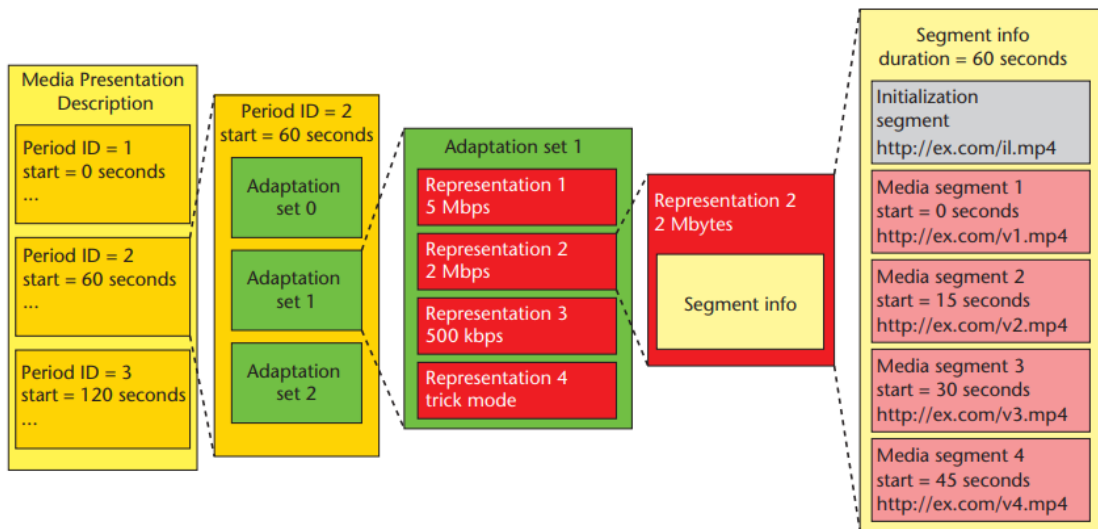 Media Presentation
Description
Period ID = 1
start = 0 seconds
...
Period ID = 2
start = 60 seconds
...
Period ID = 3
start = 120 seconds
...
Period ID = 2
start = 60 seconds
Adaptation
set 0
Adaptation
set 1
Adaptation
set 2
Adaptation set 1
Representation 1
5 Mbps
Representation 2
2 Mbps
Representation 3
500 kbps
Representation 4
trick mode
Representation 2
2 Mbytes
Segment info
Segment info
duration = 60 seconds
Initialization
segment
http://ex.com/il.mp4
Media segment 1
start = 0 seconds
http://ex.com/v1.mp4
Media segment 2
start = 15 seconds
http://ex.com/v2.mp4
Media segment 3
start = 30 seconds
http://ex.com/v3.mp4
Media segment 4
start = 45 seconds
http://ex.com/v4.mp4